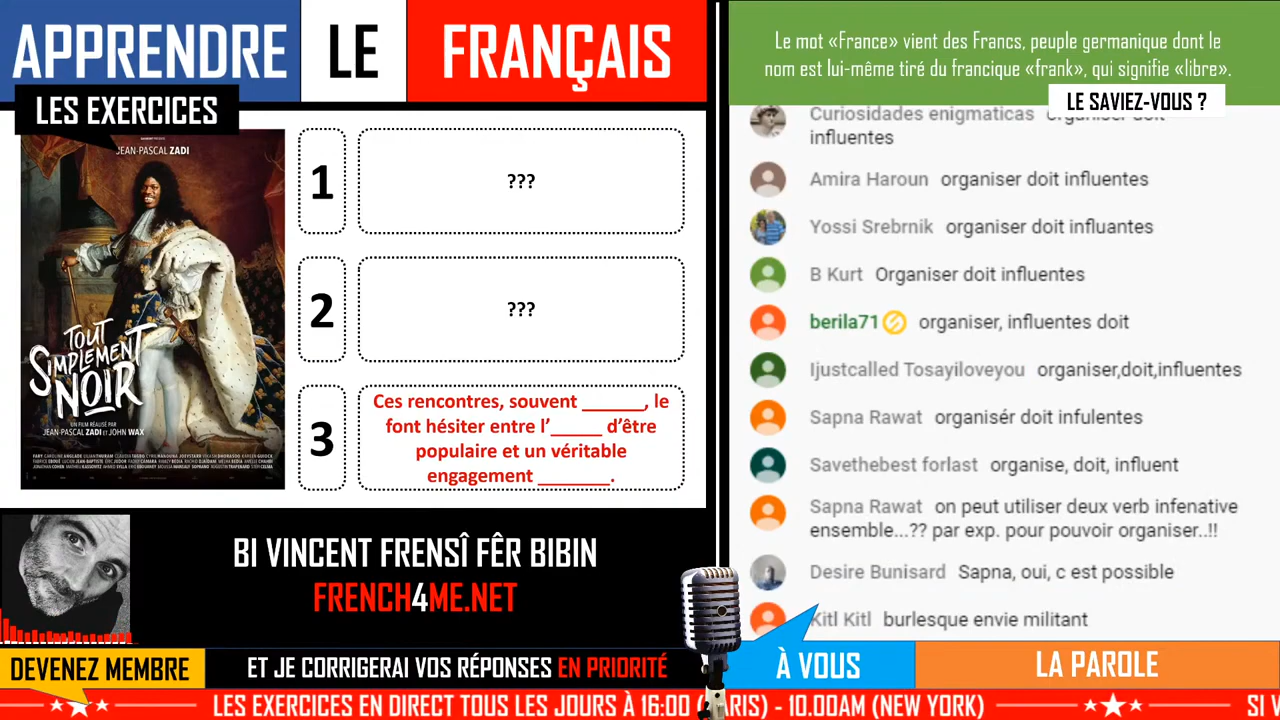 APPRENDRE LE FRANÇAIS
LES EXERCICES
JEAN-PASCAL ZADI
TOUT
SIMPLEMENT
NOIR
UN FILM RÉALISÉ PAR
JEAN-PASCAL ZADI ET JOHN WAX
1
???
2
???
3
Ces rencontres, souvent ______, le
font hésiter entre l’_____ d’être
populaire et un véritable
engagement _______.
BI VINCENT FRENSÎ FÊR BIBIN
FRENCH4ME.NET
DEVENEZ MEMBRE
ET JE CORRIGERAI VOS RÉPONSES EN PRIORITÉ
Le mot «France» vient des Francs, peuple germanique dont le
nom est lui-même tiré du francique «frank», qui signifie «libre».
LE SAVIEZ-VOUS ?
Curiosidades enigmaticas organiser doit
influentes
Amira Haroun organiser doit influentes
Yossi Srebrnik organiser doit influantes
B Kurt Organiser doit influentes
berila71 organiser, influentes doit
Ijustcalled Tosayiloveyou organiser,doit,influentes
Sapna Rawat organisér doit infulentes
Savethebest forlast organise, doit, influent
Sapna Rawat on peut utiliser deux verb infenative
ensemble...?? par exp. pour pouvoir organiser..!!
Desire Bunisard Sapna, oui, c est possible
Kitl Kitl burlesque envie militant
À VOUS
LA PAROLE
LES EXERCICES EN DIRECT TOUS LES JOURS À 16:00 (PARIS) - 10.00AM (NEW YORK)
SI V